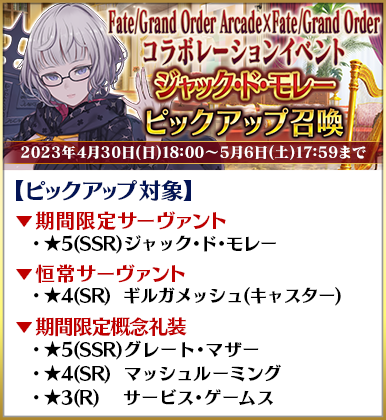 Fate/Grand Order Arcade×Fate/Grand Order
コラボレーションイベント
ジャック・ド・モレー
ピックアップ召喚
2023年4月30日(日)18:00～5月6日(土)17:59まで
【ピックアップ対象】
▼期間限定サーヴァント
・★5(SSR)ジャック・ド・モレー
▼恒常サーヴァント
・★4(SR) ギルガメッシュ(キャスター)
▼期間限定概念礼装
・★5(SSR)グレート・マザー
・★4(SR) マッシュルーミング
・★3(R) サービス・ゲームス